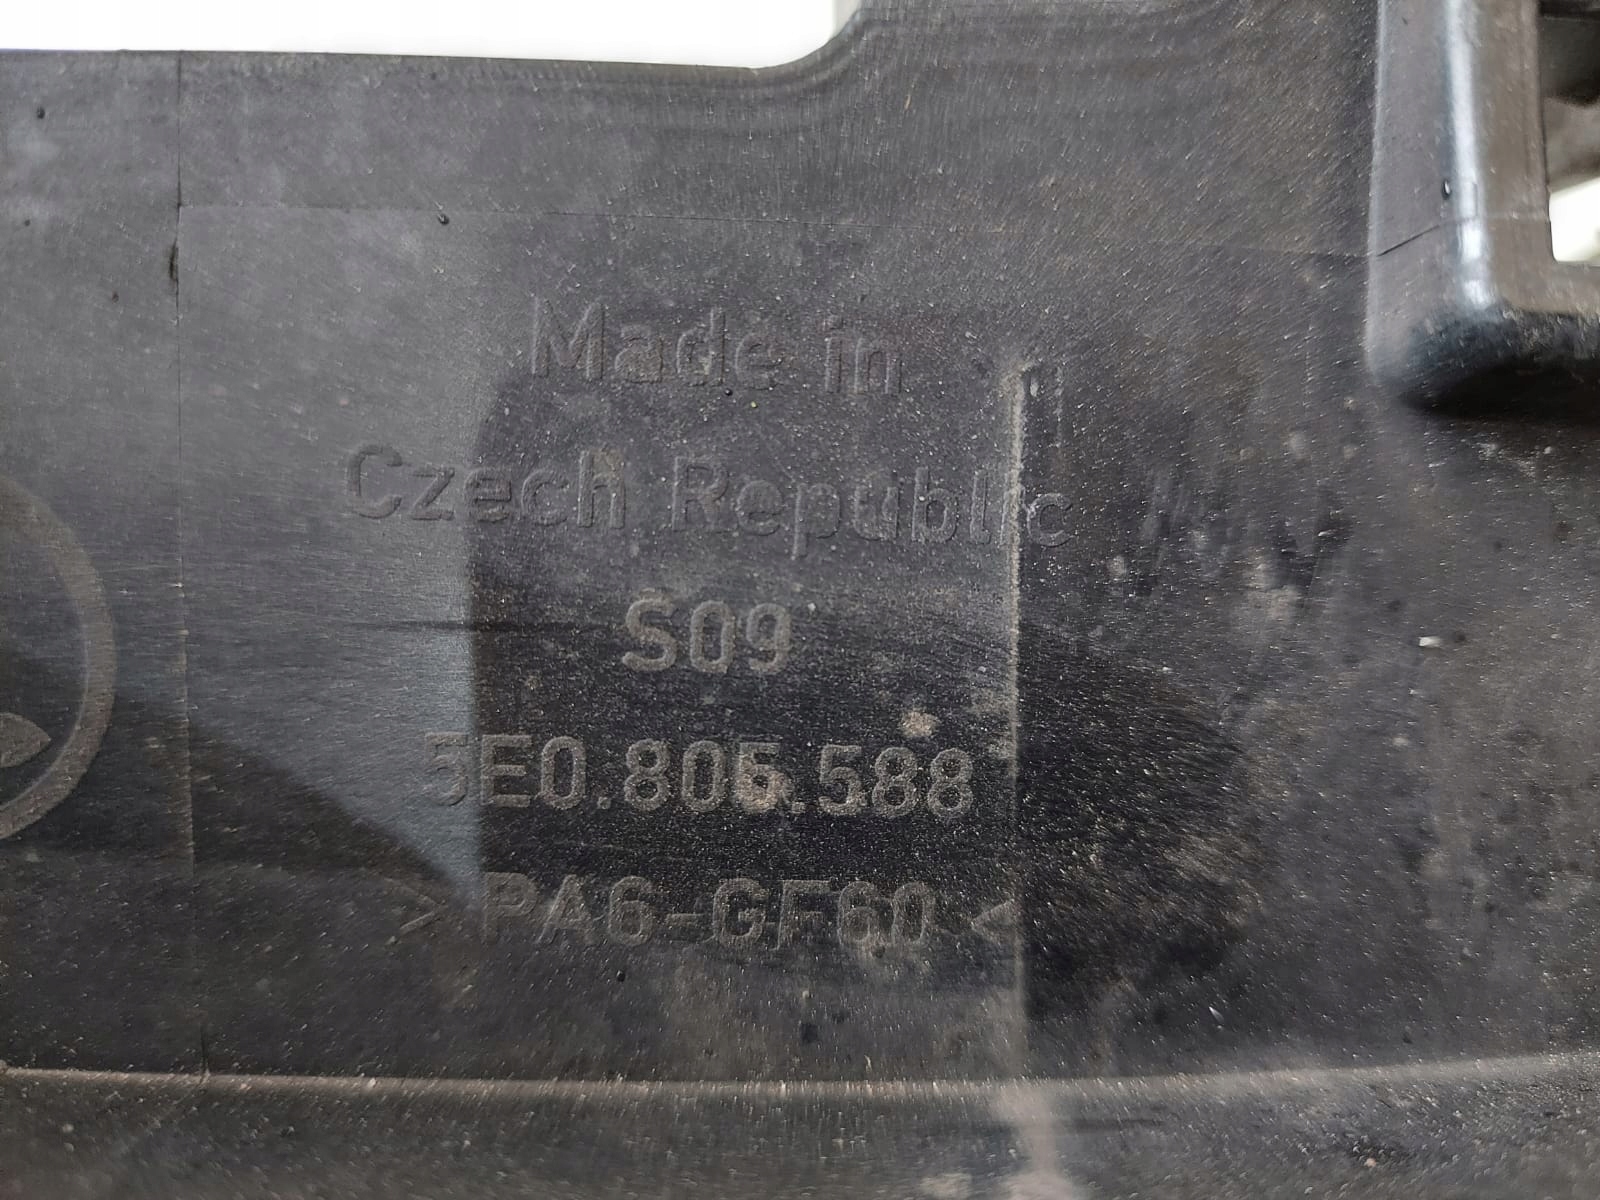 Made in
Czech Republic
S09
5E0.805.588
> PA6-GF60 <